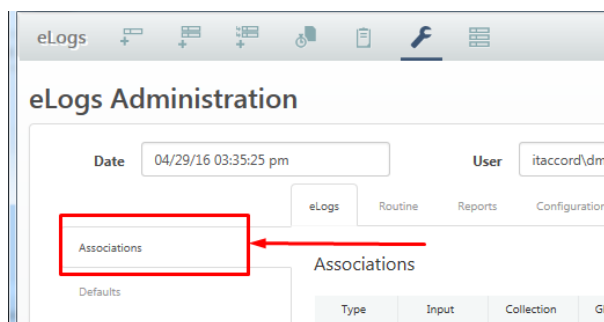 eLogs
eLogs Administration
Date 04/29/16 03:35:25 pm User itaccord\dm
eLogs Routine Reports Configuration
Associations
Associations
Defaults
Type Input Collection